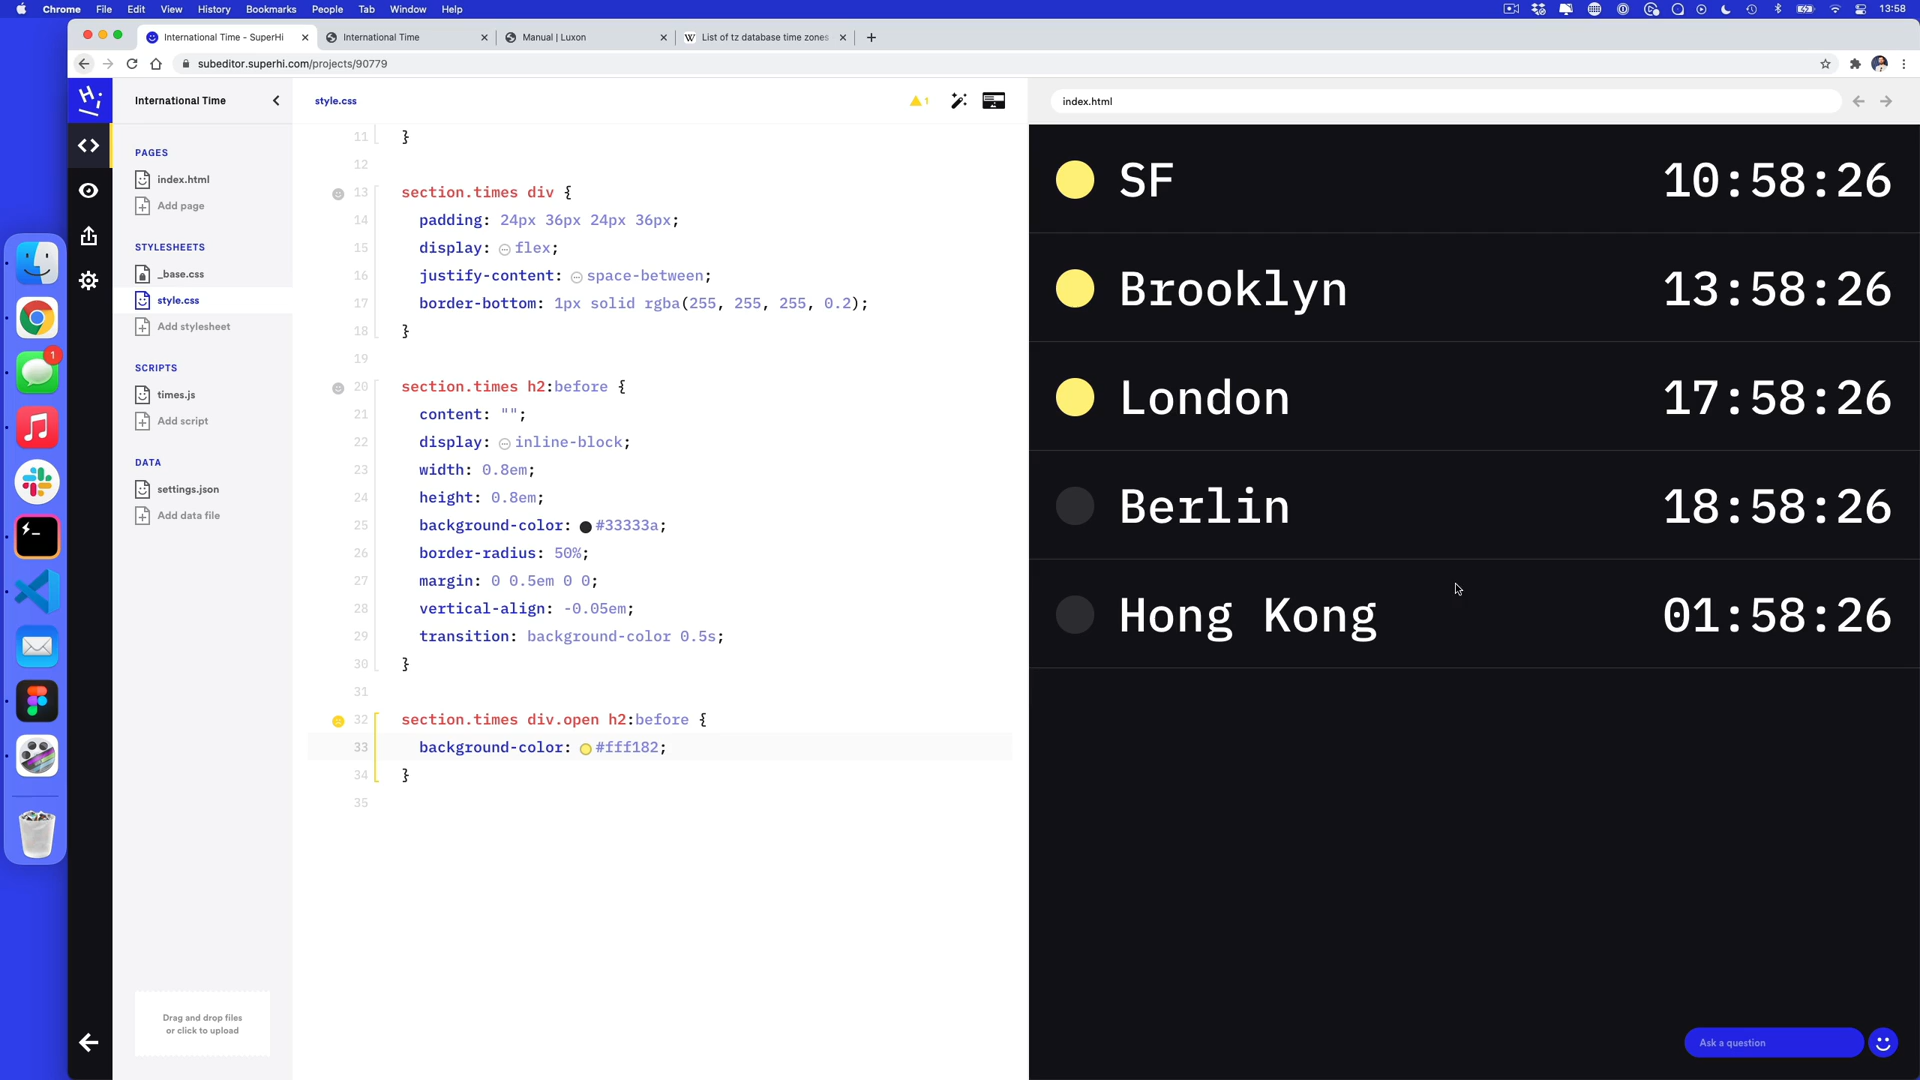 Chrome File Edit View History Bookmarks People Tab Window Help 13:58
International Time - SuperHi International Time Manual | Luxon W List of tz database time zones
subeditor.superhi.com/projects/90779
Hi International Time style.css 1 index.html
PAGES
index.html
Add page
STYLESHEETS
_base.css
style.css
Add stylesheet
SCRIPTS
times.js
Add script
DATA
settings.json
Add data file
Drag and drop files
or click to upload
11 }
12
13 section.times div {
14 padding: 24px 36px 24px 36px;
15 display: flex;
16 justify-content: space-between;
17 border-bottom: 1px solid rgba(255, 255, 255, 0.2);
18 }
19
20 section.times h2:before {
21 content: "";
22 display: inline-block;
23 width: 0.8em;
24 height: 0.8em;
25 background-color: #33333a;
26 border-radius: 50%;
27 margin: 0 0.5em 0 0;
28 vertical-align: -0.05em;
29 transition: background-color 0.5s;
30 }
31
32 section.times div.open h2:before {
33 background-color: #fff182;
34 }
35
SF 10:58:26
Brooklyn 13:58:26
London 17:58:26
Berlin 18:58:26
Hong Kong 01:58:26
Ask a question
1